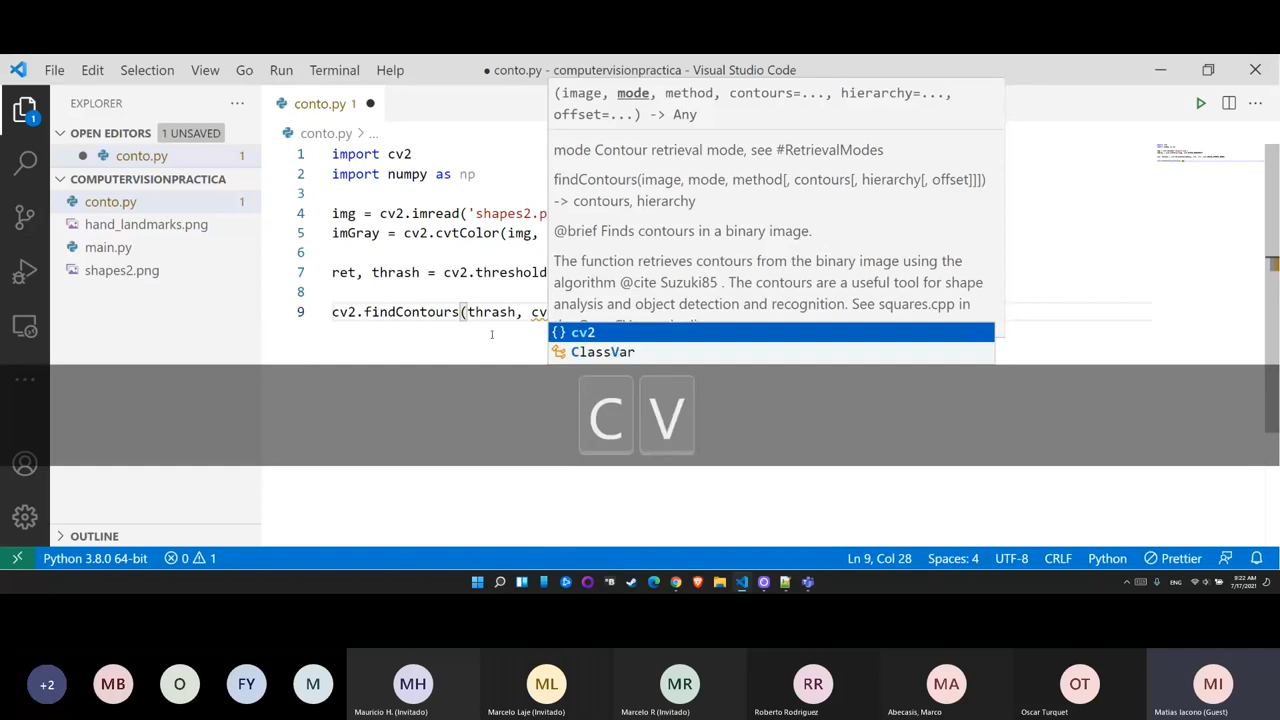 File Edit Selection View Go Run Terminal Help
● conto.py - computervisionpractica - Visual Studio Code
EXPLORER
OPEN EDITORS 1 UNSAVED
conto.py 1
COMPUTERVISIONPRACTICA
conto.py 1
hand_landmarks.png
main.py
shapes2.png
OUTLINE
1
conto.py 1
conto.py > ...
1 import cv2
2 import numpy as np
3
4 img = cv2.imread('shapes2.p
5 imGray = cv2.cvtColor(img,
6
7 ret, thrash = cv2.threshold
8
9 cv2.findContours(thrash, cv
(image, mode, method, contours=..., hierarchy=...,
offset=...) -> Any
mode Contour retrieval mode, see #RetrievalModes
findContours(image, mode, method[, contours[, hierarchy[, offset]]])
-> contours, hierarchy
@brief Finds contours in a binary image.
The function retrieves contours from the binary image using the
algorithm @cite Suzuki85 . The contours are a useful tool for shape
analysis and object detection and recognition. See squares.cpp in
{} cv2
ClassVar
C V
Python 3.8.0 64-bit 0 1 Ln 9, Col 28 Spaces: 4 UTF-8 CRLF Python Prettier
ENG 9:22 AM
7/17/2021
+2 MB O FY M MH ML MR RR MA OT MI
Mauricio H. (Invitado) Marcelo Laje (Invitado) Marcelo R (Invitado) Roberto Rodriguez Abecasis, Marco Oscar Turquet Matias Iacono (Guest)